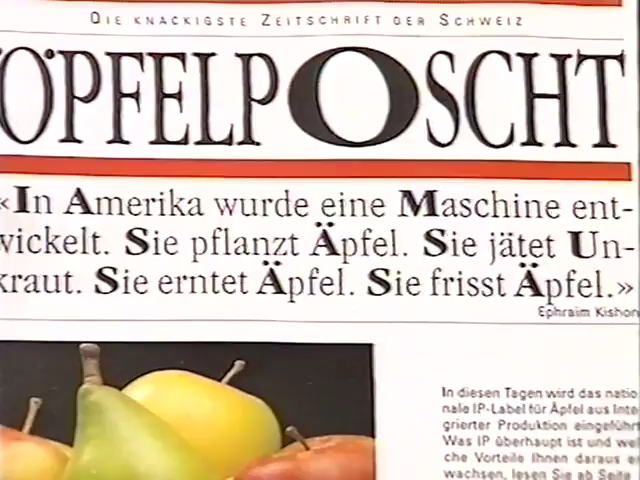 DIE KNACKIGSTE ZEITSCHRIFT DER SCHWEIZ
ÖPFELPOSCHT
«In Amerika wurde eine Maschine ent-
wickelt. Sie pflanzt Äpfel. Sie jätet Un-
kraut. Sie erntet Äpfel. Sie frisst Äpfel.»
Ephraim Kishon
In diesen Tagen wird das natio
nale IP-Label für Äpfel aus Inte
grierter Produktion eingeführ
Was IP überhaupt ist und wel
che Vorteile Ihnen daraus e
wachsen, lesen Sie ab Seite